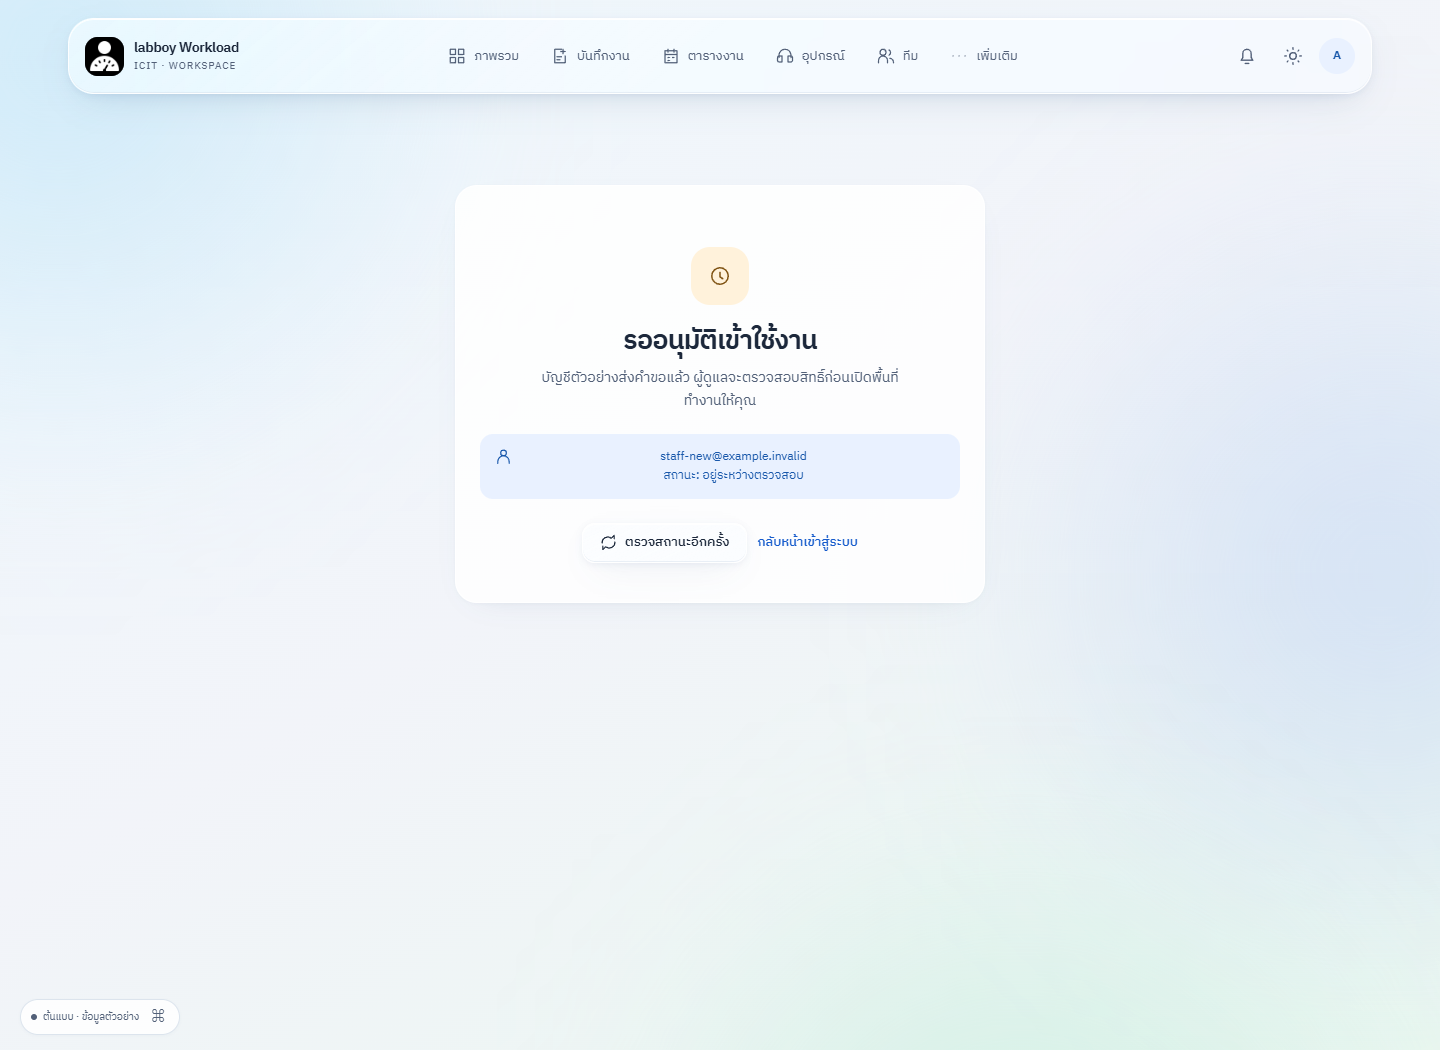 labboy Workload
ICIT · WORKSPACE
ภาพรวม
บันทึกงาน
ตารางงาน
อุปกรณ์
ทีม
เพิ่มเติม
A
รออนุมัติเข้าใช้งาน
บัญชีตัวอย่างส่งคำขอแล้ว ผู้ดูแลจะตรวจสอบสิทธิ์ก่อนเปิดพื้นที่
ทำงานให้คุณ
staff-new@example.invalid
สถานะ: อยู่ระหว่างตรวจสอบ
ตรวจสถานะอีกครั้ง
กลับหน้าเข้าสู่ระบบ
ต้นแบบ · ข้อมูลตัวอย่าง ⌘